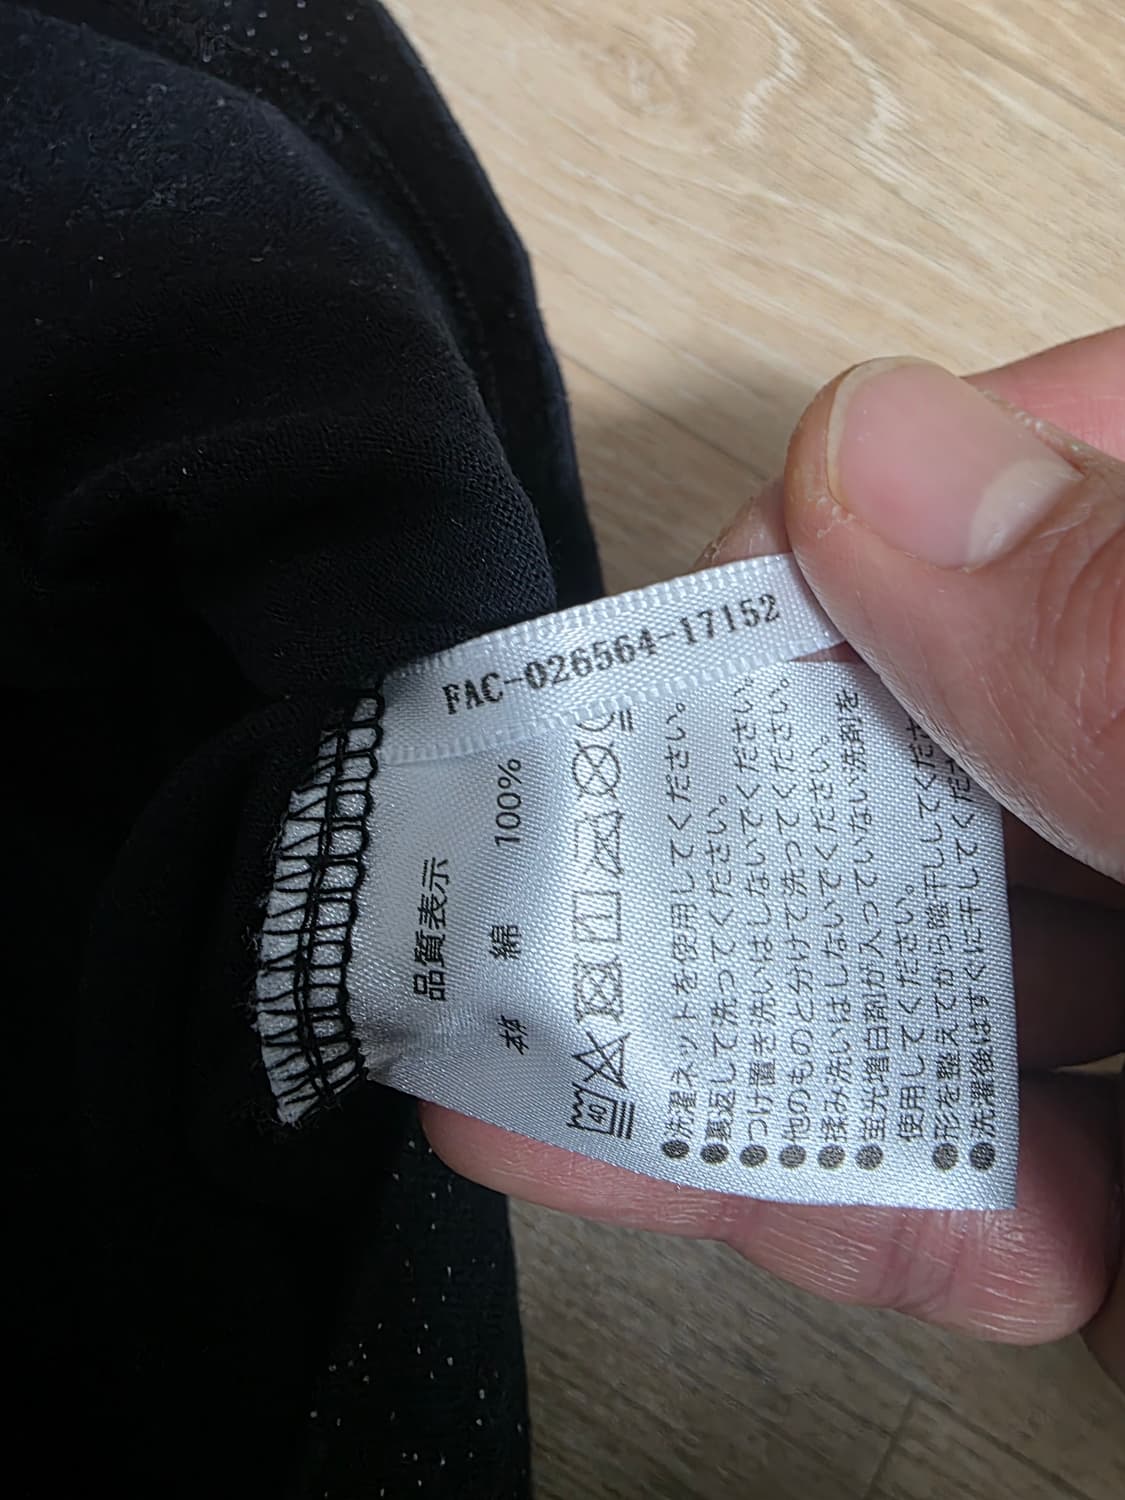 FAC-026564-17152
品質表示
本体 綿 100%
40
●洗濯ネットを使用してください。
●裏返して洗ってください。
●つけ置き洗いはしないでください。
●他のものと分けて洗ってください。
●揉み洗いはしないでください。
●蛍光増白剤が入っていない洗剤を
使用してください。
●形を整えてから陰干ししてくださ
●洗濯後はすぐに干してくだ